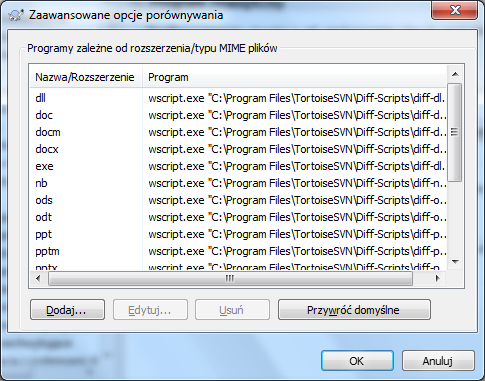 Zaawansowane opcje porównywania
Programy zależne od rozszerzenia/typu MIME plików
Nazwa/Rozszerzenie Program
dll wscript.exe "C:\Program Files\TortoiseSVN\Diff-Scripts\diff-dl...
doc wscript.exe "C:\Program Files\TortoiseSVN\Diff-Scripts\diff-d...
docm wscript.exe "C:\Program Files\TortoiseSVN\Diff-Scripts\diff-d...
docx wscript.exe "C:\Program Files\TortoiseSVN\Diff-Scripts\diff-d...
exe wscript.exe "C:\Program Files\TortoiseSVN\Diff-Scripts\diff-dl...
nb wscript.exe "C:\Program Files\TortoiseSVN\Diff-Scripts\diff-n...
ods wscript.exe "C:\Program Files\TortoiseSVN\Diff-Scripts\diff-o...
odt wscript.exe "C:\Program Files\TortoiseSVN\Diff-Scripts\diff-o...
ppt wscript.exe "C:\Program Files\TortoiseSVN\Diff-Scripts\diff-p...
pptm wscript.exe "C:\Program Files\TortoiseSVN\Diff-Scripts\diff-p...
pptx wscript.exe "C:\Program Files\TortoiseSVN\Diff-Scripts\diff-p...
Dodaj... Edytuj... Usuń Przywróć domyślne
OK Anuluj